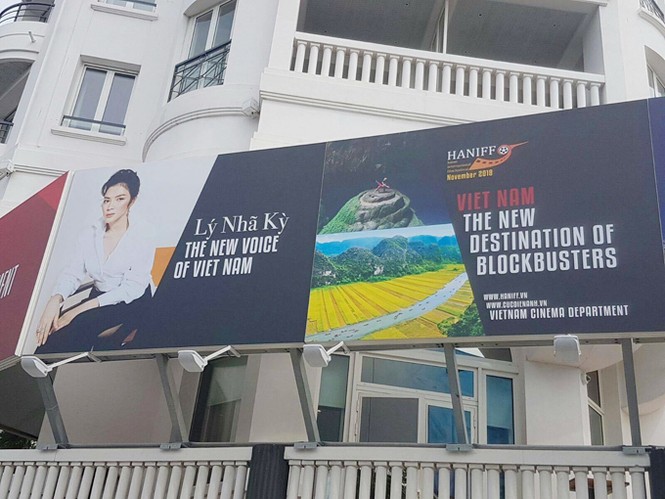 ENT
Lý Nhã Kỳ
THE NEW VOICE
OF VIET NAM
HANIFF
November 2018
VIET NAM
THE NEW
DESTINATION OF
BLOCKBUSTERS
WWW.HANIFF.VN
WWW.CUCDIENANH.VN
VIETNAM CINEMA DEPARTMENT